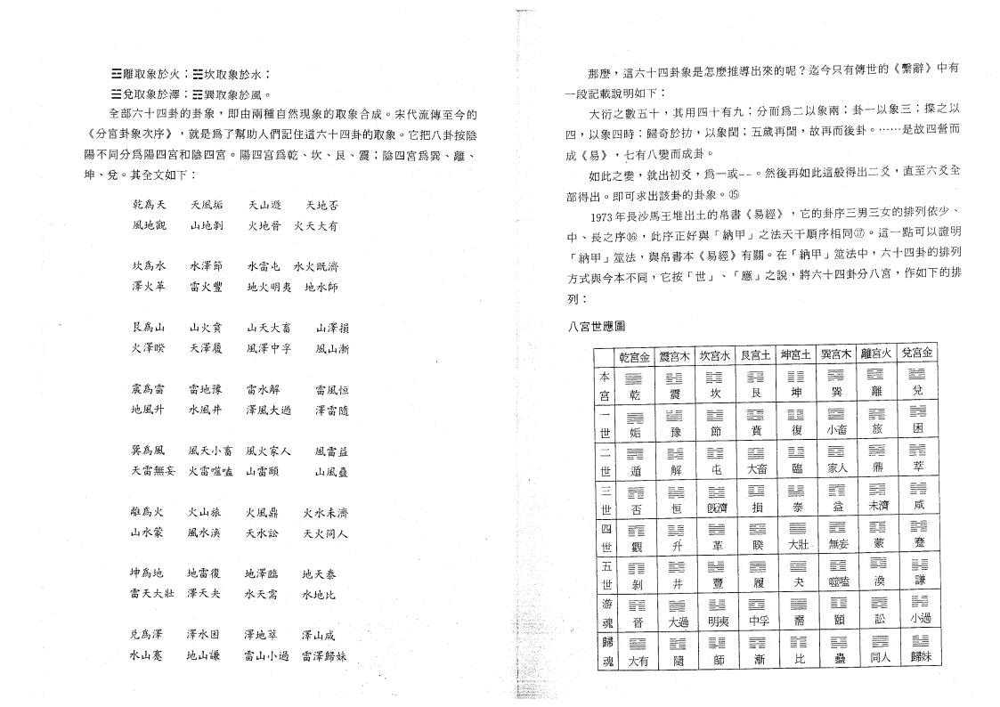 ☲離取象於火；☵坎取象於水；
☱兌取象於澤；☴巽取象於風。
全部六十四卦的卦象，即由兩種自然現象的取象合成。宋代流傳至今的
《分宮卦象次序》，就是爲了幫助人們記住這六十四卦的取象。它把八卦按陰
陽不同分爲陽四宮和陰四宮。陽四宮爲乾、坎、艮、震；陰四宮爲巽、離、
坤、兌。其全文如下：
乾爲天 天風垢 天山遯 天地否
風地觀 山地剝 火地晉 火天大有
坎爲水 水澤節 水雷屯 水火既濟
澤火革 雷火豐 地火明夷 地水師
艮爲山 山火賁 山天大畜 山澤損
火澤睽 天澤履 風澤中孚 風山漸
震爲雷 雷地豫 雷水解 雷風恒
地風升 水風井 澤風大過 澤雷隨
巽爲風 風天小畜 風火家人 風雷益
天雷無妄 火雷噬嗑 山雷頤 山風蠱
離爲火 火山旅 火風鼎 火水未濟
山水蒙 風水渙 天水訟 天火同人
坤爲地 地雷復 地澤臨 地天泰
雷天大壯 澤天夬 水天需 水地比
兌爲澤 澤水困 澤地萃 澤山咸
水山蹇 地山謙 雷山小過 雷澤歸妹
那麼，這六十四卦象是怎麼推導出來的呢？迄今只有傳世的《繫辭》中有
一段記載說明如下：
大衍之數五十，其用四十有九；分而爲二以象兩；卦一以象三；揲之以
四，以象四時；歸奇於扐，以象閏；五歲再閏，故再而後卦。……是故四營而
成《易》，七有八變而成卦。
如此之變，就出初爻，爲一或--。然後再如此這般得出二爻，直至六爻全
部得出。即可求出該卦的卦象。⑮
1973年長沙馬王堆出土的帛書《易經》，它的卦序三男三女的排列依少、
中、長之序⑯，此序正好與「納甲」之法天干順序相同⑰。這一點可以證明
「納甲」筮法，與帛書本《易經》有關。在「納甲」筮法中，六十四卦的排列
方式與今本不同，它按「世」、「應」之說，將六十四卦分八宮，作如下的排
列：
八宮世應圖
乾宮金 震宮木 坎宮水 艮宮土 坤宮土 巽宮木 離宮火 兌宮金
本宮 乾 震 坎 艮 坤 巽 離 兌
一世 姤 豫 節 賁 復 小畜 旅 困
二世 遁 解 屯 大畜 臨 家人 鼎 萃
三世 否 恒 旣濟 損 泰 益 未濟 咸
四世 觀 升 革 睽 大壯 無妄 蒙 蹇
五世 剝 井 豐 履 夬 噬嗑 渙 謙
游魂 晉 大過 明夷 中孚 需 頤 訟 小過
歸魂 大有 隨 師 漸 比 蠱 同人 歸妹